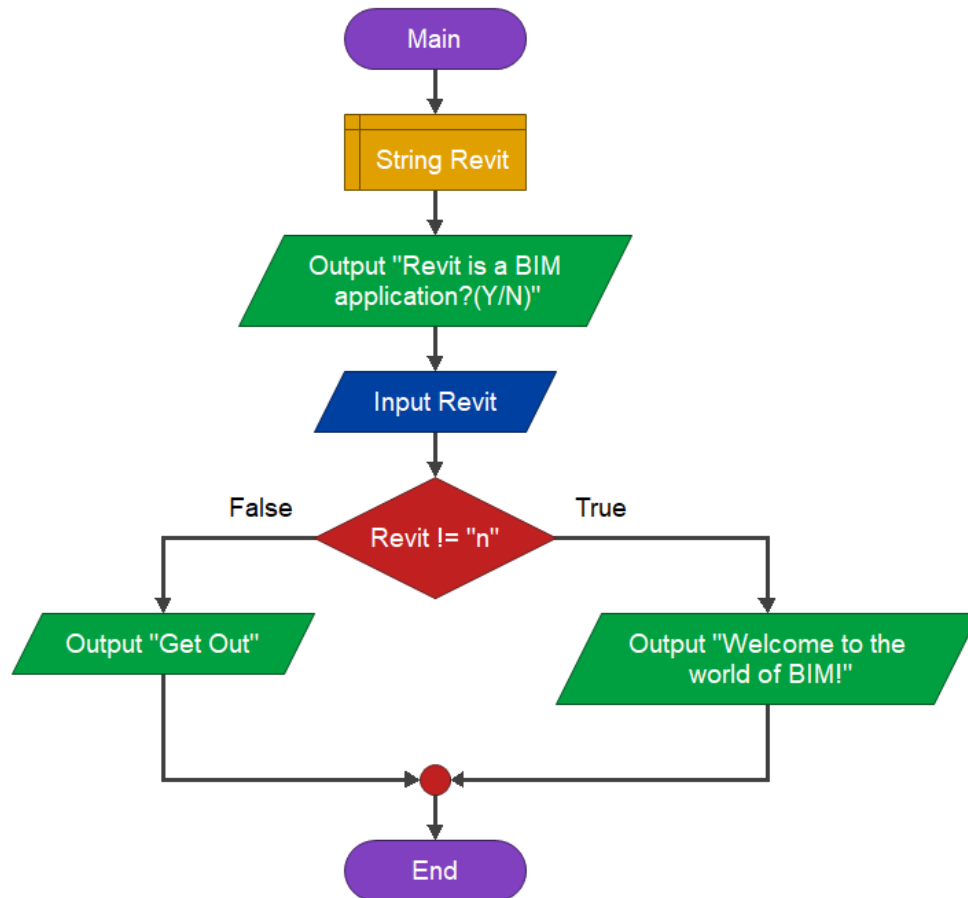 Main
String Revit
Output "Revit is a BIM
application?(Y/N)"
Input Revit
False
True
Revit != "n"
Output "Get Out"
Output "Welcome to the
world of BIM!"
End